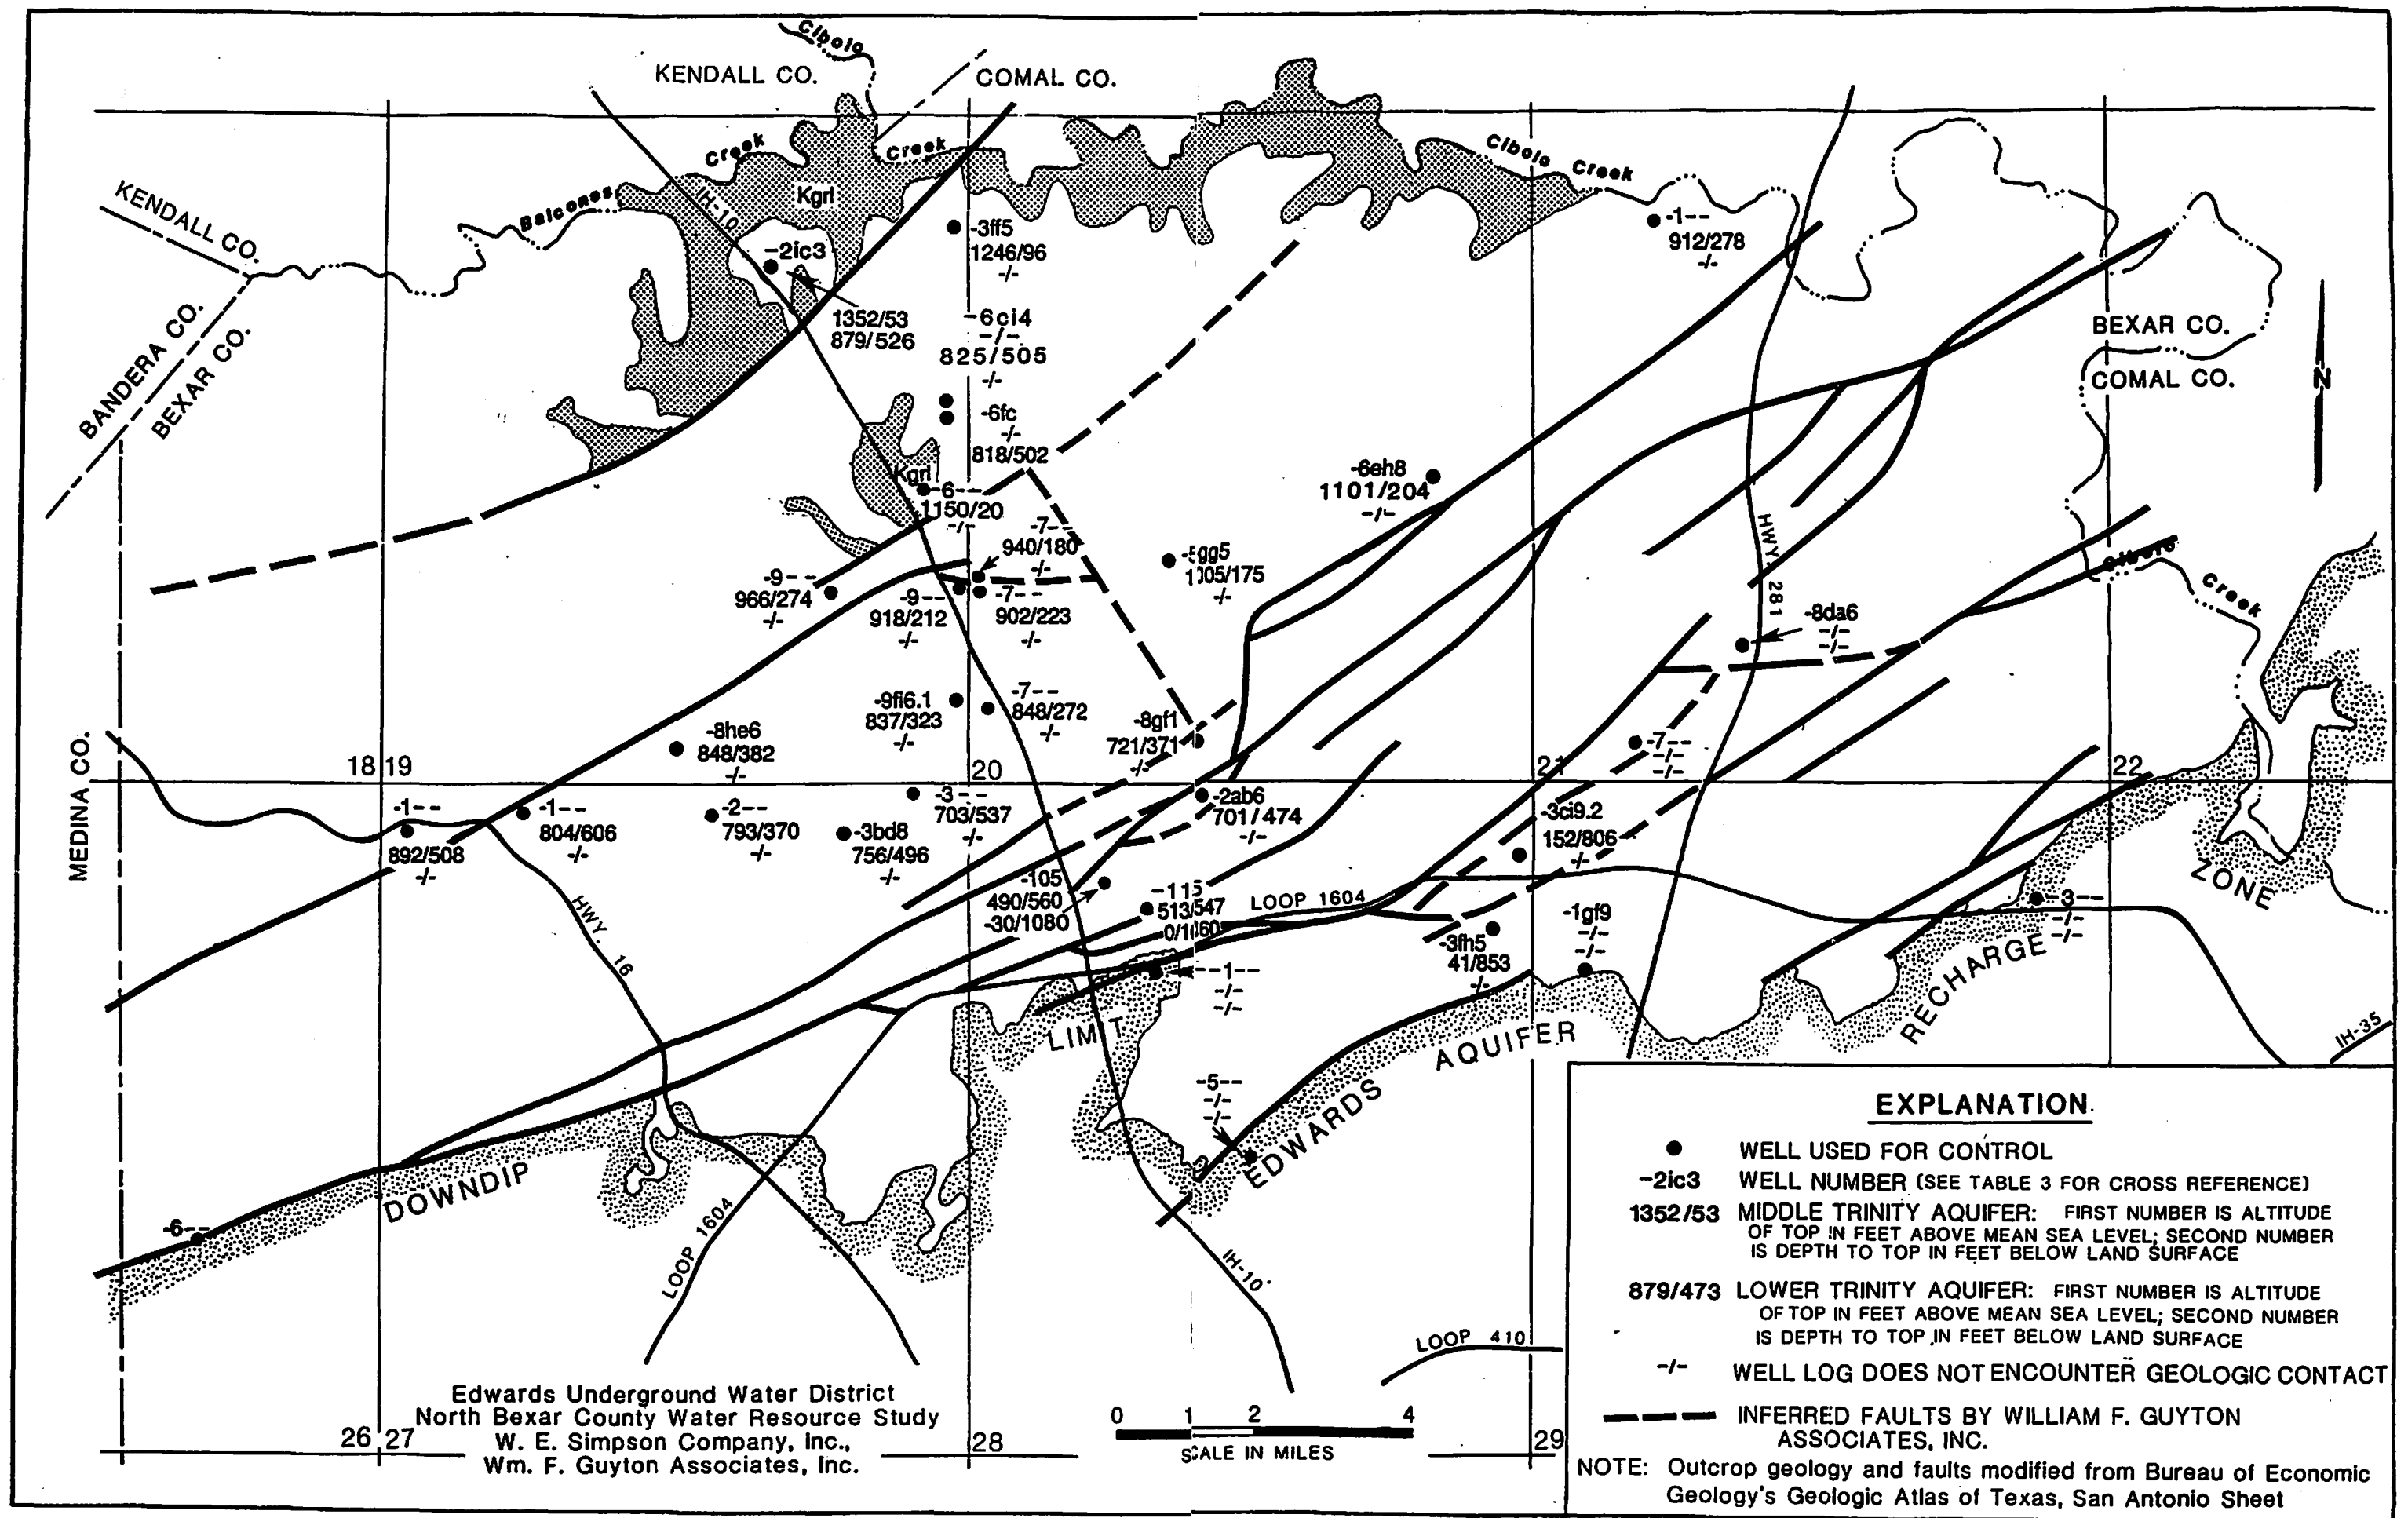 Cibolo
KENDALL CO.
COMAL CO.
Creek
Creek
Cibolo Creek
KENDALL CO.
Balcones
IH-10
Kgrl
-2ic3
-3ff5
1246/96
-/-
-1--
912/278
-/-
1352/53
879/526
-6ci4
-/-
825/505
-/-
BANDERA CO.
BEXAR CO.
BEXAR CO.
COMAL CO.
N
-6fc
-/-
818/502
Kgrl
-6--
1150/20
-/-
-7--
940/180
-/-
-6eh8
1101/204
-/-
HWY. 281
-9--
966/274
-/-
-9--
918/212
-/-
-7--
902/223
-/-
gg5
/175
-/-
Cibolo
Creek
-8da6
-/-
-/-
-9fi6.1
837/323
-/-
-7--
848/272
-/-
-8he6
848/382
-/-
-8gf1
721/371
-/-
-7--
-/-
-/-
MEDINA CO.
18 19
20
21
22
-1--
892/508
-/-
-1--
804/606
-/-
-2--
793/370
-/-
-3bd8
756/496
-/-
-3--
703/537
-/-
-2ab6
701/474
-/-
-3ci9.2
152/806
-/-
-105
490/560
-30/1080
-115
513/547
0/1060
LOOP 1604
HWY. 16
-3fh5
41/853
-/-
-1gf9
-/-
-/-
-3--
-/-
-/-
--1--
-/-
-/-
-5--
-/-
-/-
-6--
DOWNDIP
LIMIT
EDWARDS
AQUIFER
RECHARGE
ZONE
LOOP 1604
IH-10
IH-35
LOOP 410
26 27
28
29
Edwards Underground Water District
North Bexar County Water Resource Study
W. E. Simpson Company, Inc.,
Wm. F. Guyton Associates, Inc.
0 1 2 4
SCALE IN MILES
EXPLANATION
WELL USED FOR CONTROL
-2ic3 WELL NUMBER (SEE TABLE 3 FOR CROSS REFERENCE)
1352/53 MIDDLE TRINITY AQUIFER: FIRST NUMBER IS ALTITUDE
OF TOP IN FEET ABOVE MEAN SEA LEVEL; SECOND NUMBER
IS DEPTH TO TOP IN FEET BELOW LAND SURFACE
879/473 LOWER TRINITY AQUIFER: FIRST NUMBER IS ALTITUDE
OF TOP IN FEET ABOVE MEAN SEA LEVEL; SECOND NUMBER
IS DEPTH TO TOP IN FEET BELOW LAND SURFACE
-/- WELL LOG DOES NOT ENCOUNTER GEOLOGIC CONTACT
INFERRED FAULTS BY WILLIAM F. GUYTON
ASSOCIATES, INC.
NOTE: Outcrop geology and faults modified from Bureau of Economic
Geology's Geologic Atlas of Texas, San Antonio Sheet